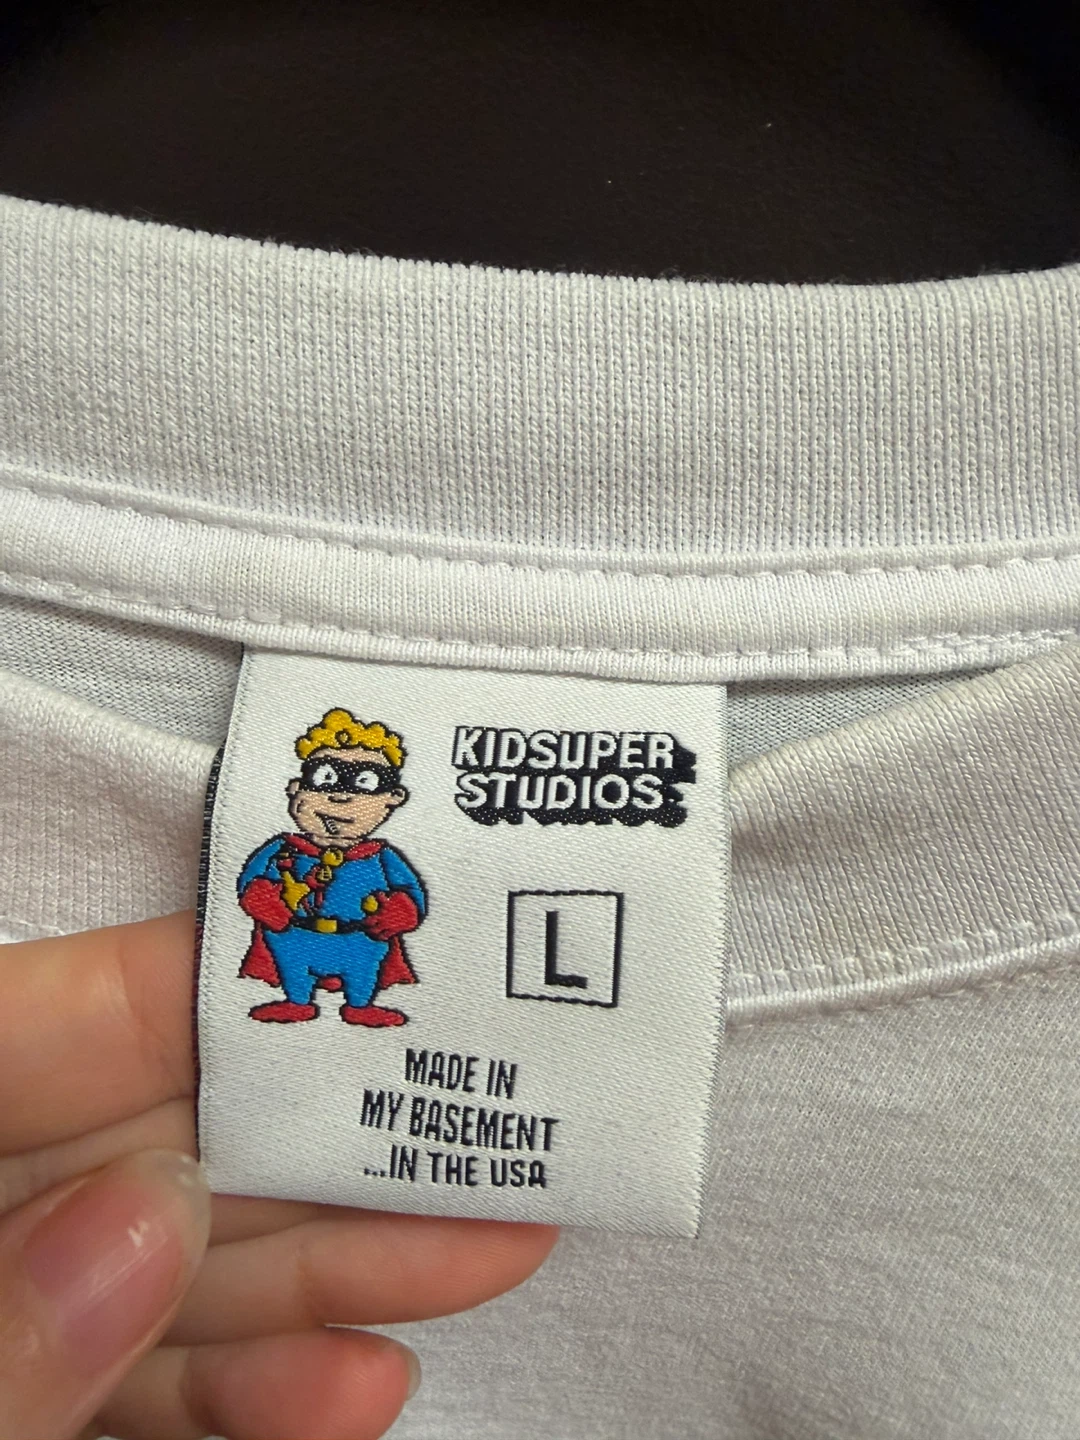 KIDSUPER
STUDIOS
L
MADE IN
MY BASEMENT
...IN THE USA